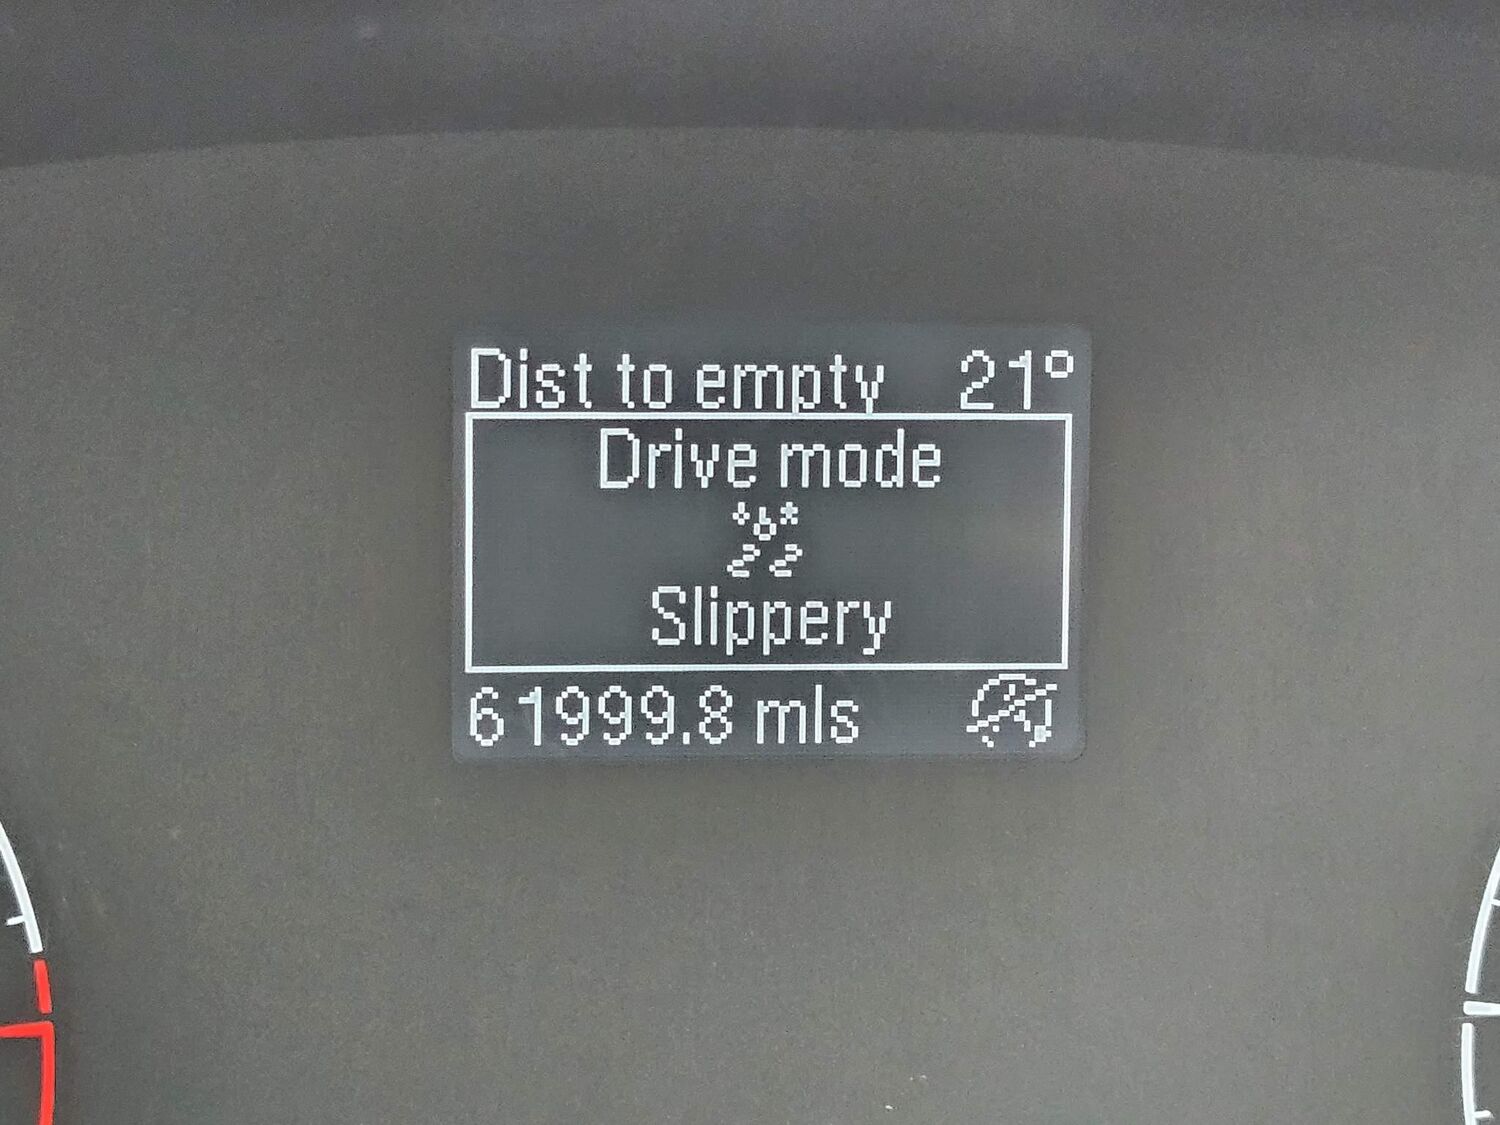 Dist to empty 21°
Drive mode
Slippery
61999.8 mls